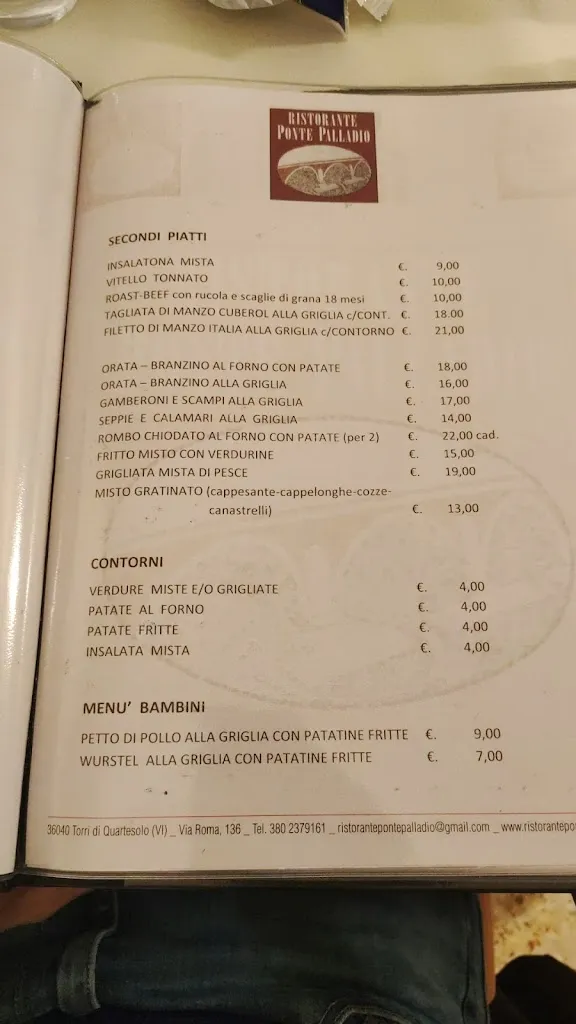 RISTORANTE
PONTE PALLADIO
SECONDI PIATTI
INSALATONA MISTA €. 9,00
VITELLO TONNATO €. 10,00
ROAST-BEEF con rucola e scaglie di grana 18 mesi €. 10,00
TAGLIATA DI MANZO CUBEROL ALLA GRIGLIA c/CONT. €. 18.00
FILETTO DI MANZO ITALIA ALLA GRIGLIA c/CONTORNO €. 21,00
ORATA – BRANZINO AL FORNO CON PATATE €. 18,00
ORATA – BRANZINO ALLA GRIGLIA €. 16,00
GAMBERONI E SCAMPI ALLA GRIGLIA €. 17,00
SEPPIE E CALAMARI ALLA GRIGLIA €. 14,00
ROMBO CHIODATO AL FORNO CON PATATE (per 2) €. 22,00 cad.
FRITTO MISTO CON VERDURINE €. 15,00
GRIGLIATA MISTA DI PESCE €. 19,00
MISTO GRATINATO (cappesante-cappelonghe-cozze-
canastrelli) €. 13,00
CONTORNI
VERDURE MISTE E/O GRIGLIATE €. 4,00
PATATE AL FORNO €. 4,00
PATATE FRITTE €. 4,00
INSALATA MISTA €. 4,00
MENU' BAMBINI
PETTO DI POLLO ALLA GRIGLIA CON PATATINE FRITTE €. 9,00
WURSTEL ALLA GRIGLIA CON PATATINE FRITTE €. 7,00
36040 Torri di Quartesolo (VI) _ Via Roma, 136 _ Tel. 380 2379161 _ ristorantepontepalladio@gmail.com _ www.ristorantepon